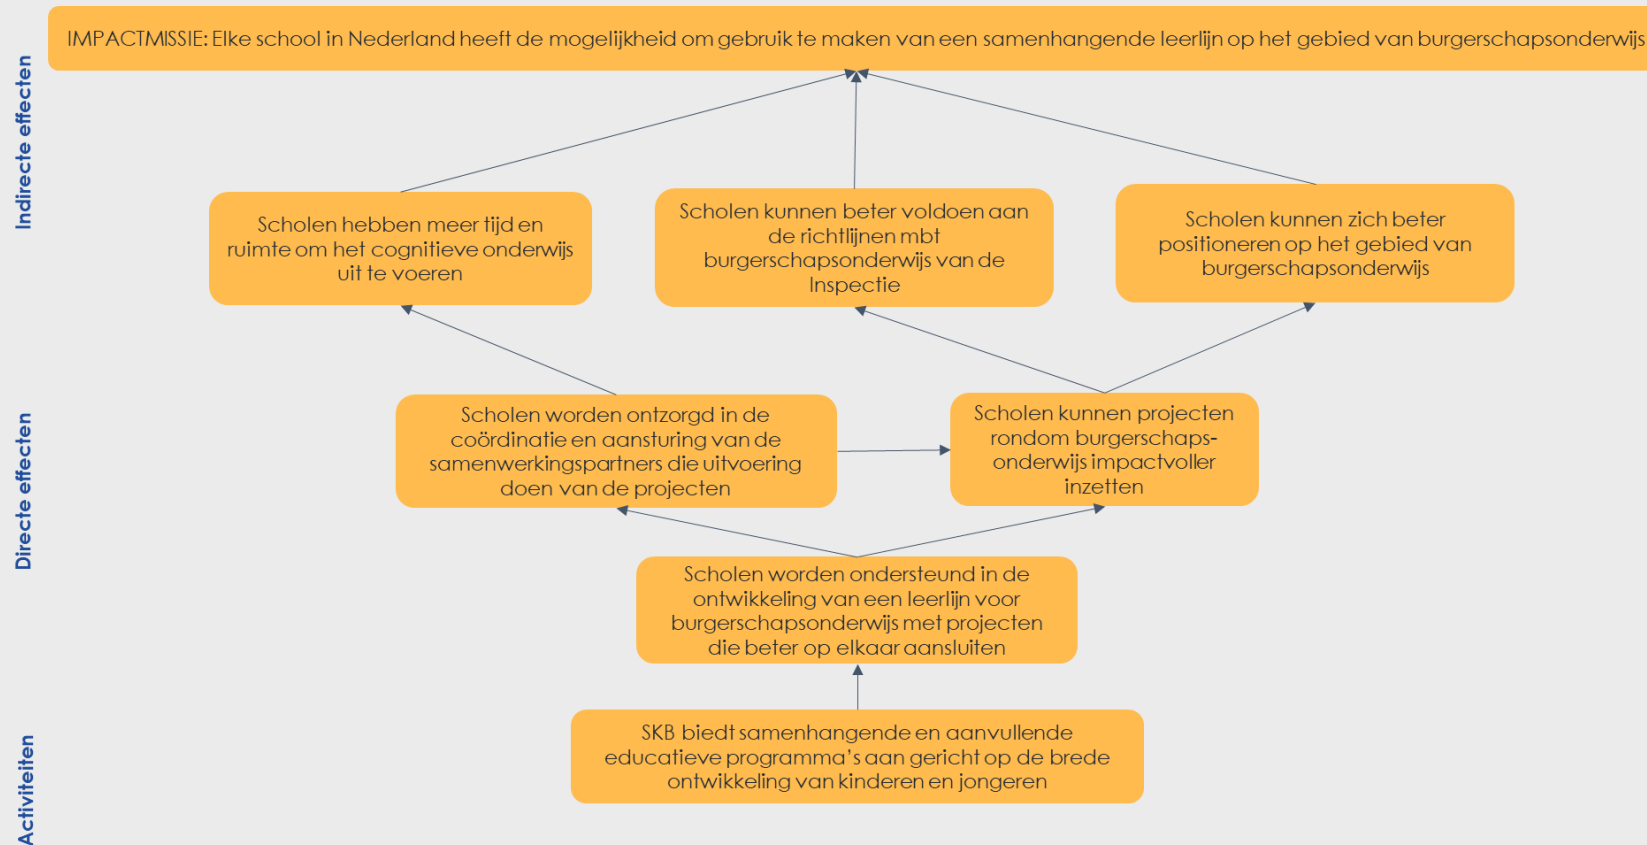 IMPACTMISSIE: Elke school in Nederland heeft de mogelijkheid om gebruik te maken van een samenhangende leerlijn op het gebied van burgerschapsonderwijs
Indirecte effecten
Scholen hebben meer tijd en
ruimte om het cognitieve onderwijs
uit te voeren
Scholen kunnen beter voldoen aan
de richtlijnen mbt
burgerschapsonderwijs van de
Inspectie
Scholen kunnen zich beter
positioneren op het gebied van
burgerschapsonderwijs
Directe effecten
Scholen worden ontzorgd in de
coördinatie en aansturing van de
samenwerkingspartners die uitvoering
doen van de projecten
Scholen kunnen projecten
rondom burgerschaps-
onderwijs impactvoller
inzetten
Scholen worden ondersteund in de
ontwikkeling van een leerlijn voor
burgerschapsonderwijs met projecten
die beter op elkaar aansluiten
Activiteiten
SKB biedt samenhangende en aanvullende
educatieve programma's aan gericht op de brede
ontwikkeling van kinderen en jongeren